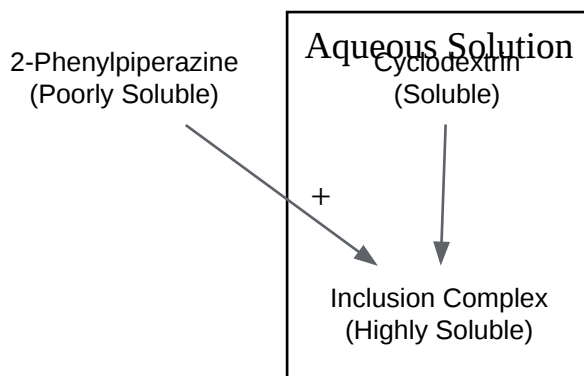 Aqueous Solution
2-Phenylpiperazine
(Poorly Soluble)
Cyclodextrin
(Soluble)
+
Inclusion Complex
(Highly Soluble)